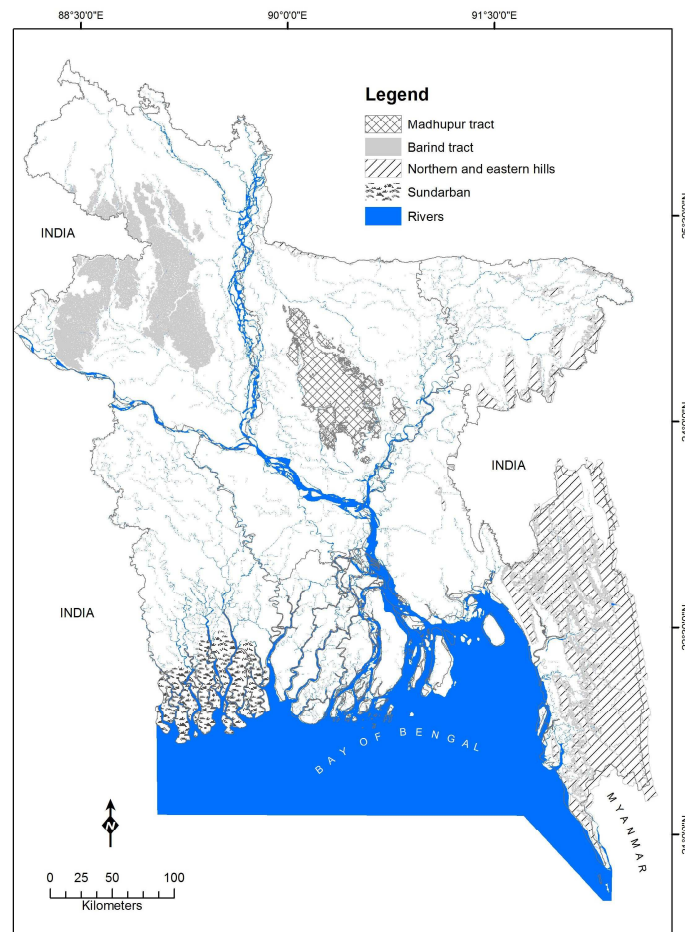 88°30'0"E
90°0'0"E
91°30'0"E
Legend
Madhupur tract
Barind tract
Northern and eastern hills
Sundarban
Rivers
INDIA
INDIA
INDIA
BAY OF BENGAL
MYANMAR
N
0 25 50 100
Kilometers